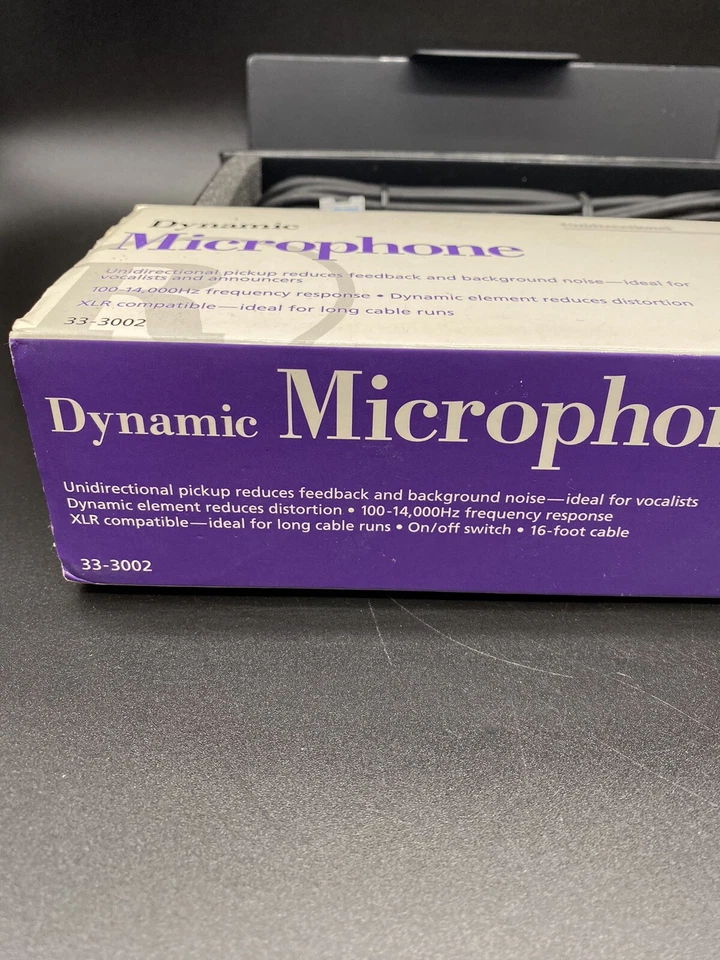 Dynamic
Microphone
Unidirectional pickup reduces feedback and background noise—ideal for
vocalists and announcers
100-14,000Hz frequency response • Dynamic element reduces distortion
XLR compatible—ideal for long cable runs
33-3002
Dynamic Micropho
Unidirectional pickup reduces feedback and background noise—ideal for vocalists
Dynamic element reduces distortion • 100-14,000Hz frequency response
XLR compatible—ideal for long cable runs • On/off switch • 16-foot cable
33-3002